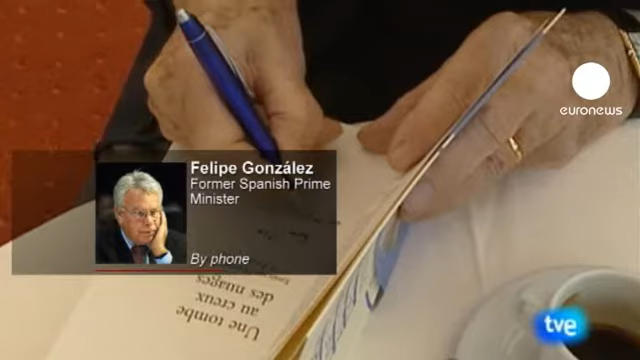 euronews
Felipe González
Former Spanish Prime
Minister
By phone
Une tombe
au creux
des nuages
tve